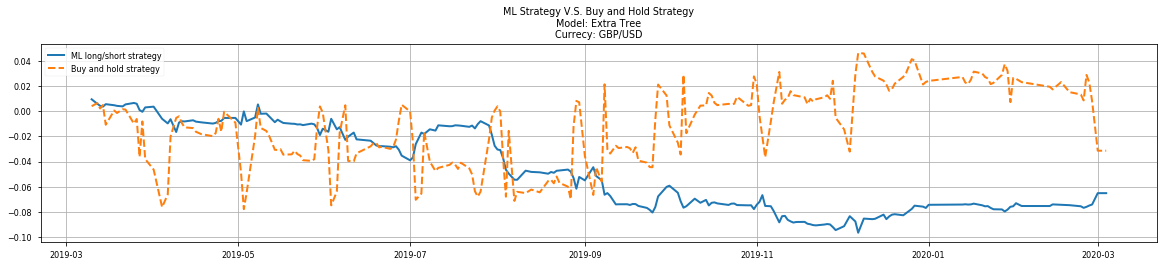 ML Strategy V.S. Buy and Hold Strategy
Model: Extra Tree
Currecy: GBP/USD
ML long/short strategy
Buy and hold strategy
0.04
0.02
0.00
−0.02
−0.04
−0.06
−0.08
−0.10
2019-03 2019-05 2019-07 2019-09 2019-11 2020-01 2020-03